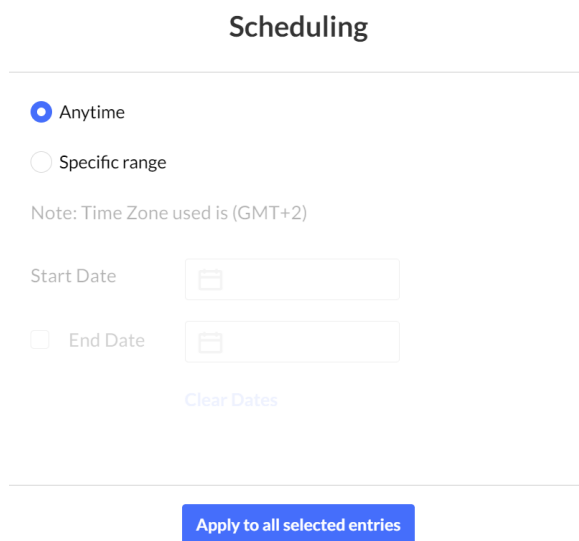 Scheduling
Anytime
Specific range
Note: Time Zone used is (GMT+2)
Start Date
End Date
Clear Dates
Apply to all selected entries